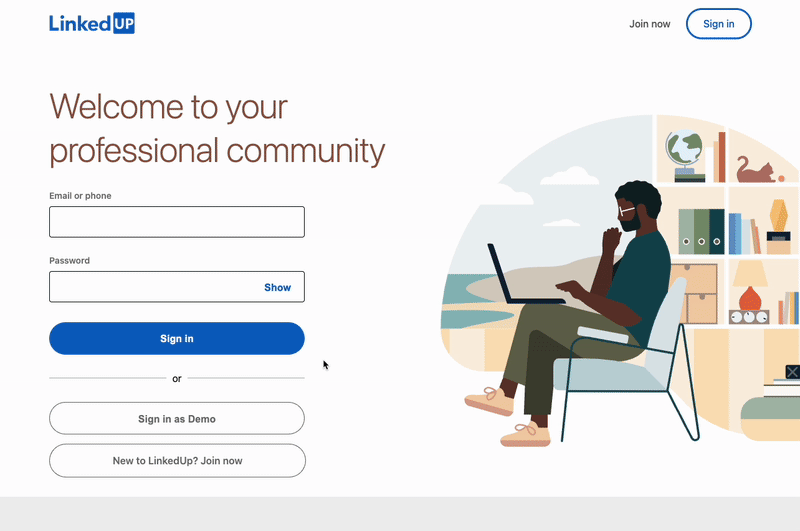 LinkedUP
Join now
Sign in
Welcome to your
professional community
Email or phone
Password
Show
Sign in
or
Sign in as Demo
New to LinkedUp? Join now